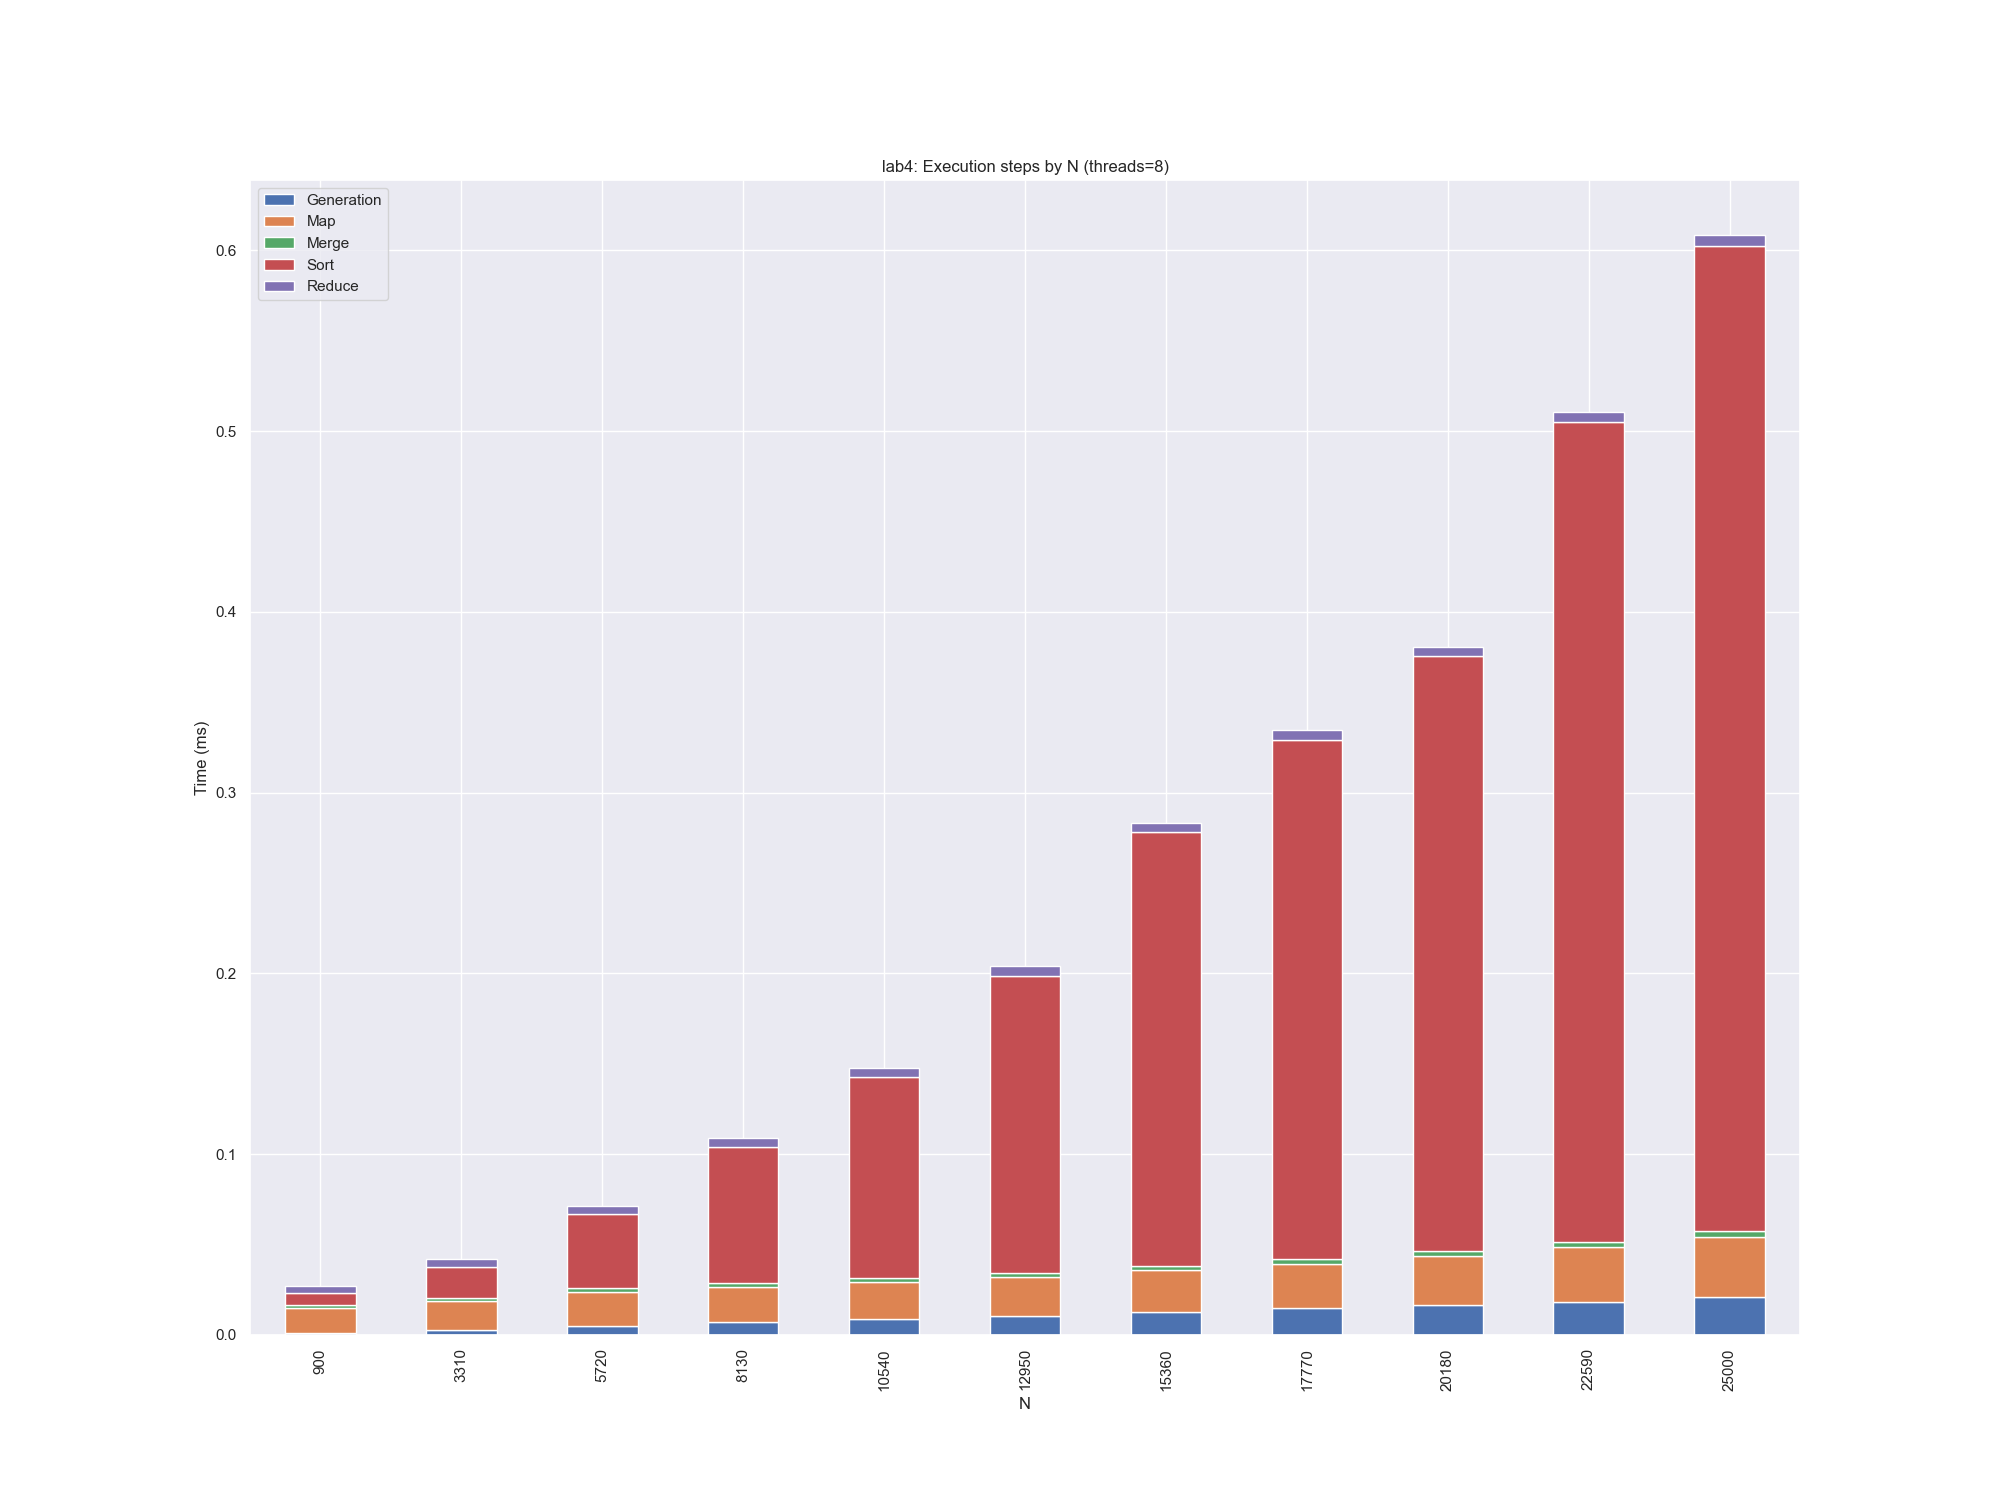 lab4: Execution steps by N (threads=8)
Generation
Map
Merge
Sort
Reduce
Time (ms)
0.6
0.5
0.4
0.3
0.2
0.1
0.0
900
3310
5720
8130
10540
12950
15360
17770
20180
22590
25000
N